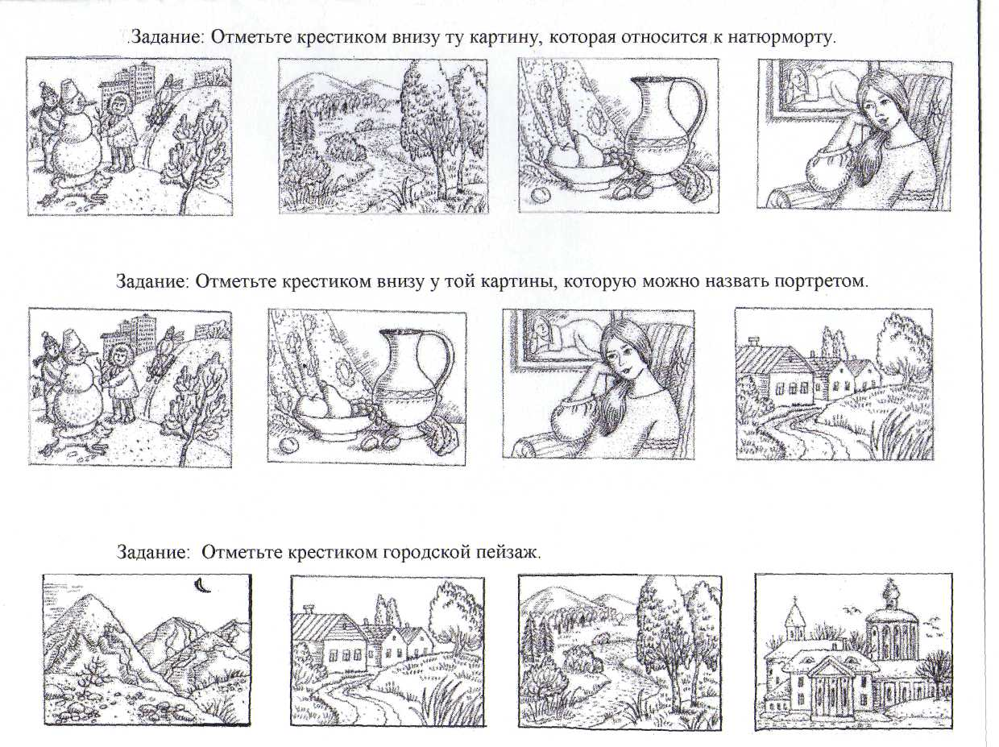 .Задание: Отметьте крестиком внизу ту картину, которая относится к натюрморту.
Задание: Отметьте крестиком внизу у той картины, которую можно назвать портретом.
Задание: Отметьте крестиком городской пейзаж.